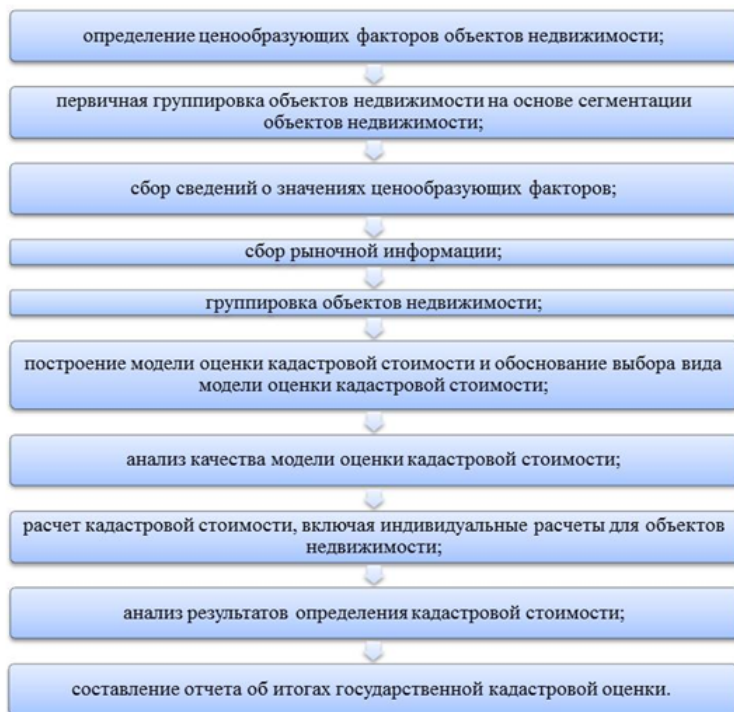 определение ценообразующих факторов объектов недвижимости;
первичная группировка объектов недвижимости на основе сегментации
объектов недвижимости;
сбор сведений о значениях ценообразующих факторов;
сбор рыночной информации;
группировка объектов недвижимости;
построение модели оценки кадастровой стоимости и обоснование выбора вида
модели оценки кадастровой стоимости;
анализ качества модели оценки кадастровой стоимости;
расчет кадастровой стоимости, включая индивидуальные расчеты для объектов
недвижимости;
анализ результатов определения кадастровой стоимости;
составление отчета об итогах государственной кадастровой оценки.